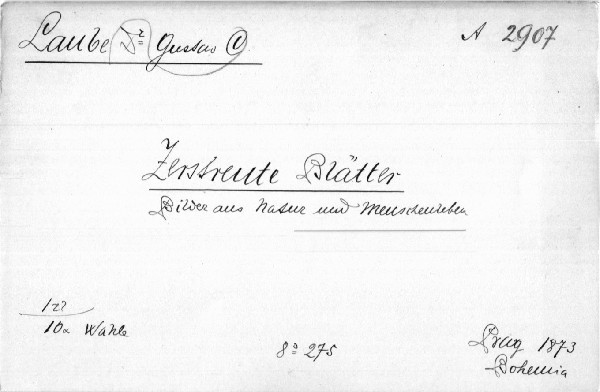 Laube Dr Gustav C
A 2907
Zerstreute Blätter
Bilder aus Natur und Menschenleben
10a Wahle
8° 275
Prag 1873
Bohemia